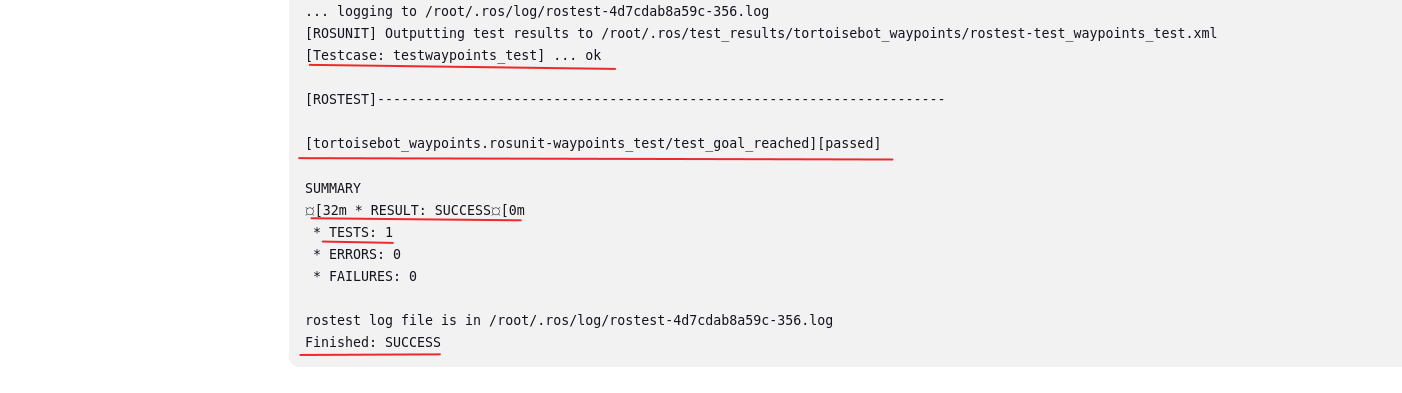 ... logging to /root/.ros/log/rostest-4d7cdab8a59c-356.log
[ROSUNIT] Outputting test results to /root/.ros/test_results/tortoisebot_waypoints/rostest-test_waypoints_test.xml
[Testcase: testwaypoints_test] ... ok
[ROSTEST]-----------------------------------------------------------------------
[tortoisebot_waypoints.rosunit-waypoints_test/test_goal_reached][passed]
SUMMARY
¤[32m * RESULT: SUCCESS¤[0m
* TESTS: 1
* ERRORS: 0
* FAILURES: 0
rostest log file is in /root/.ros/log/rostest-4d7cdab8a59c-356.log
Finished: SUCCESS